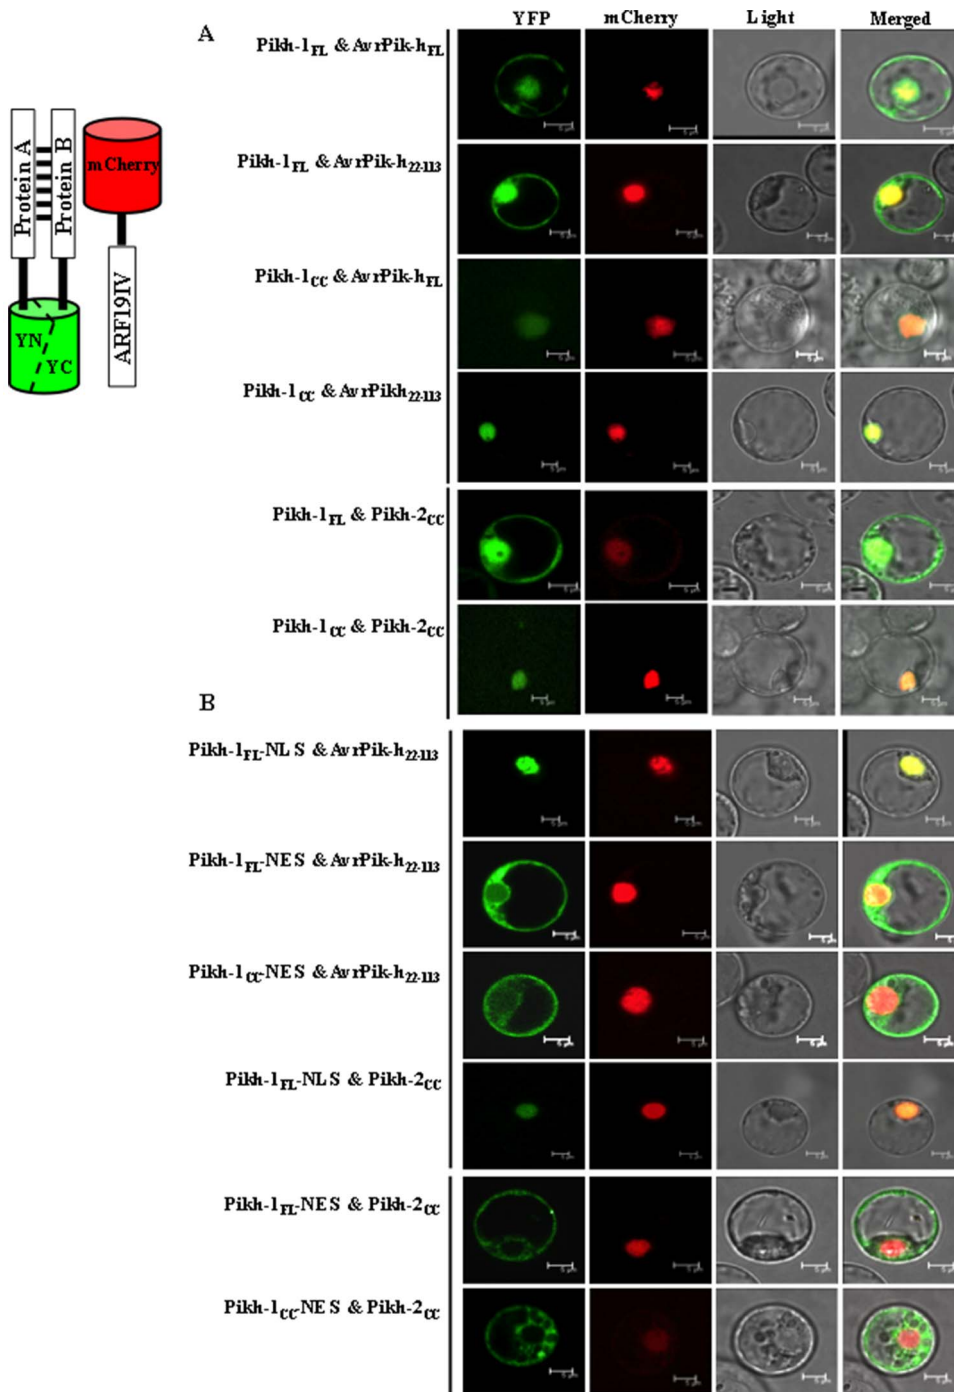 YFP mCherry Light Merged
A
Pikh-1FL & AvrPik-hFL
Pikh-1FL & AvrPik-h22-113
Pikh-1CC & AvrPik-hFL
Pikh-1CC & AvrPikh22-113
Pikh-1FL & Pikh-2CC
Pikh-1CC & Pikh-2CC
Protein A
Protein B
mCherry
YN
YC
ARF19IV
B
Pikh-1FL-NLS & AvrPik-h22-113
Pikh-1FL-NES & AvrPik-h22-113
Pikh-1CC-NES & AvrPik-h22-113
Pikh-1FL-NLS & Pikh-2CC
Pikh-1FL-NES & Pikh-2CC
Pikh-1CC-NES & Pikh-2CC
5 µm